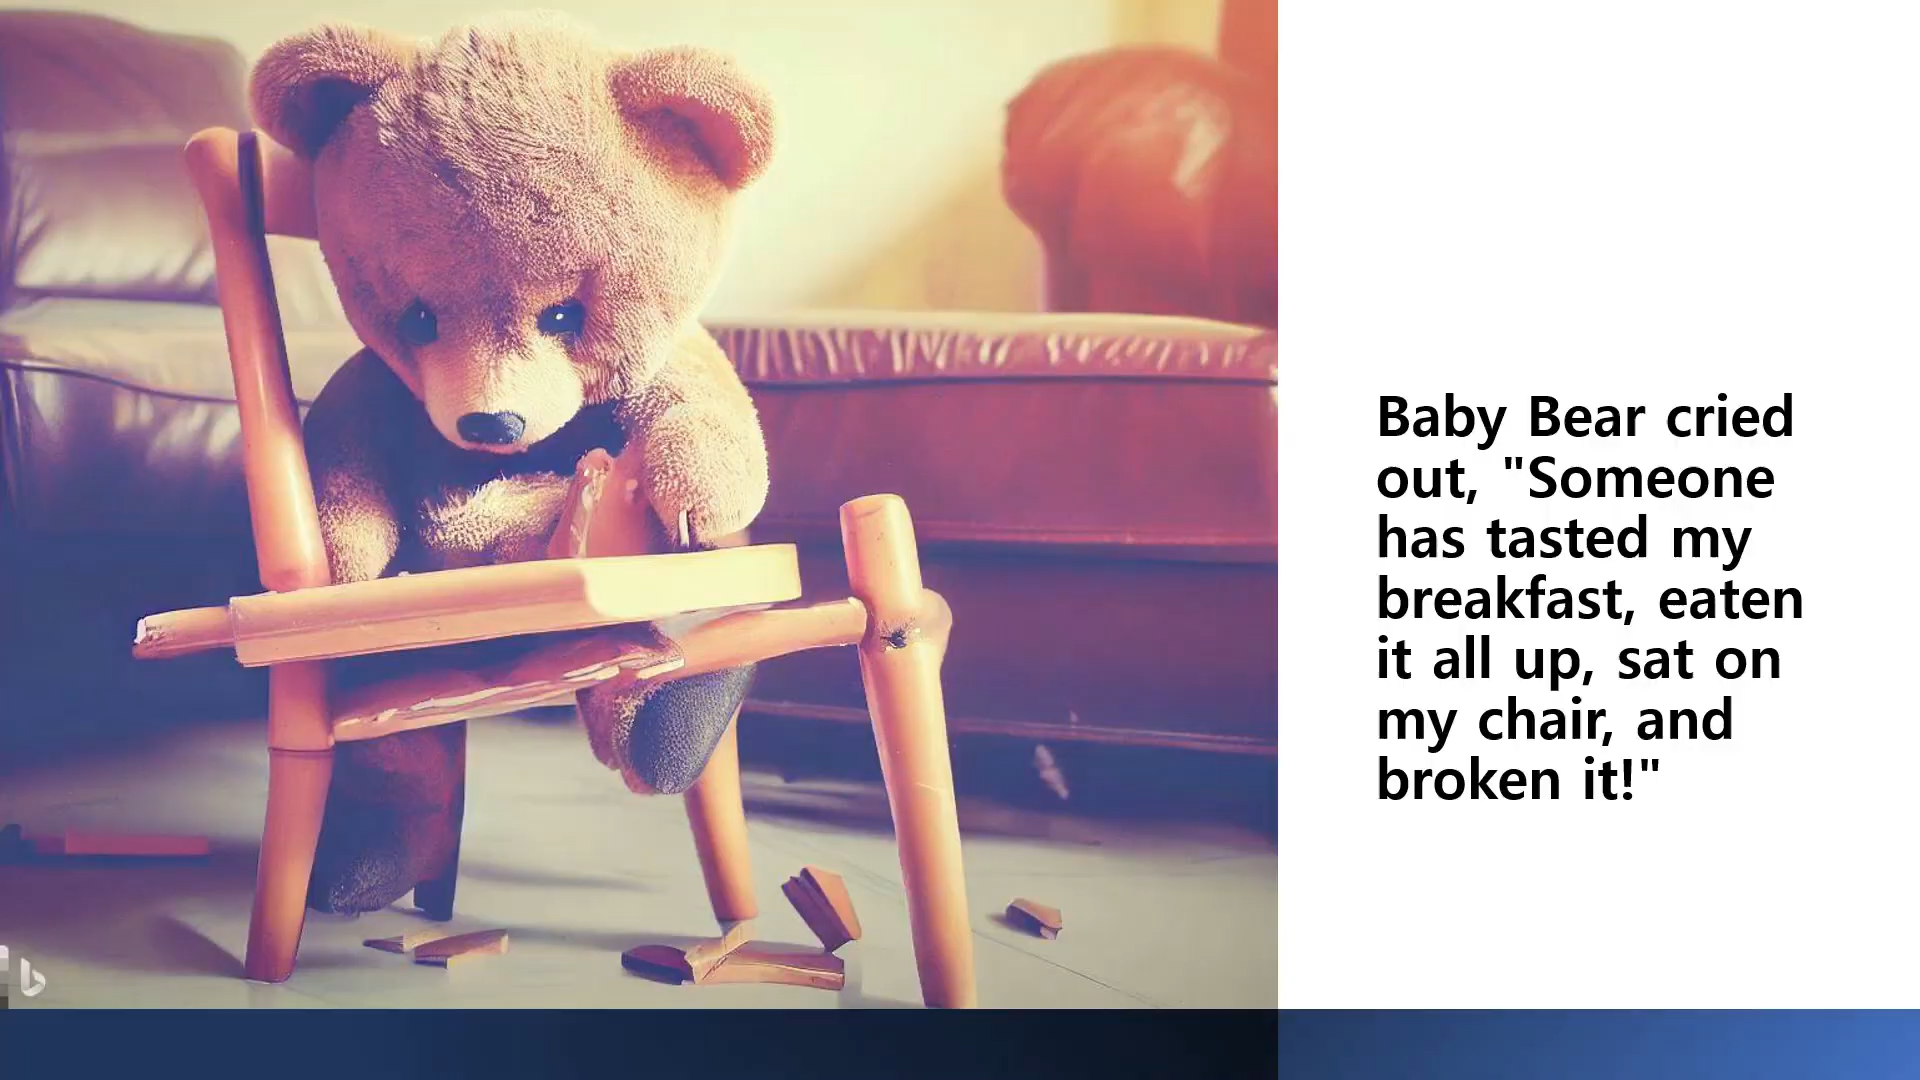 Baby Bear cried
out, "Someone
has tasted my
breakfast, eaten
it all up, sat on
my chair, and
broken it!"